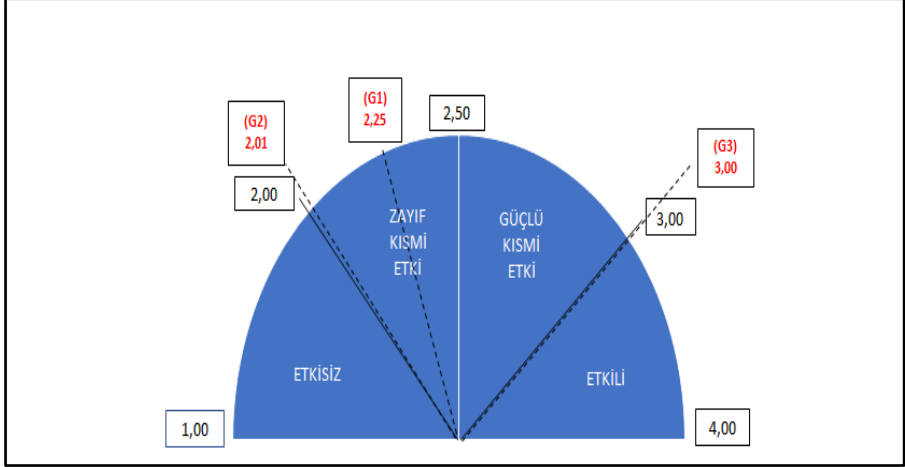 (G1)
2,25
2,50
(G2)
2,01
(G3)
3,00
2,00
3,00
ZAYIF
KISMİ
ETKİ
GÜÇLÜ
KISMİ
ETKİ
ETKİSİZ
ETKİLİ
1,00
4,00